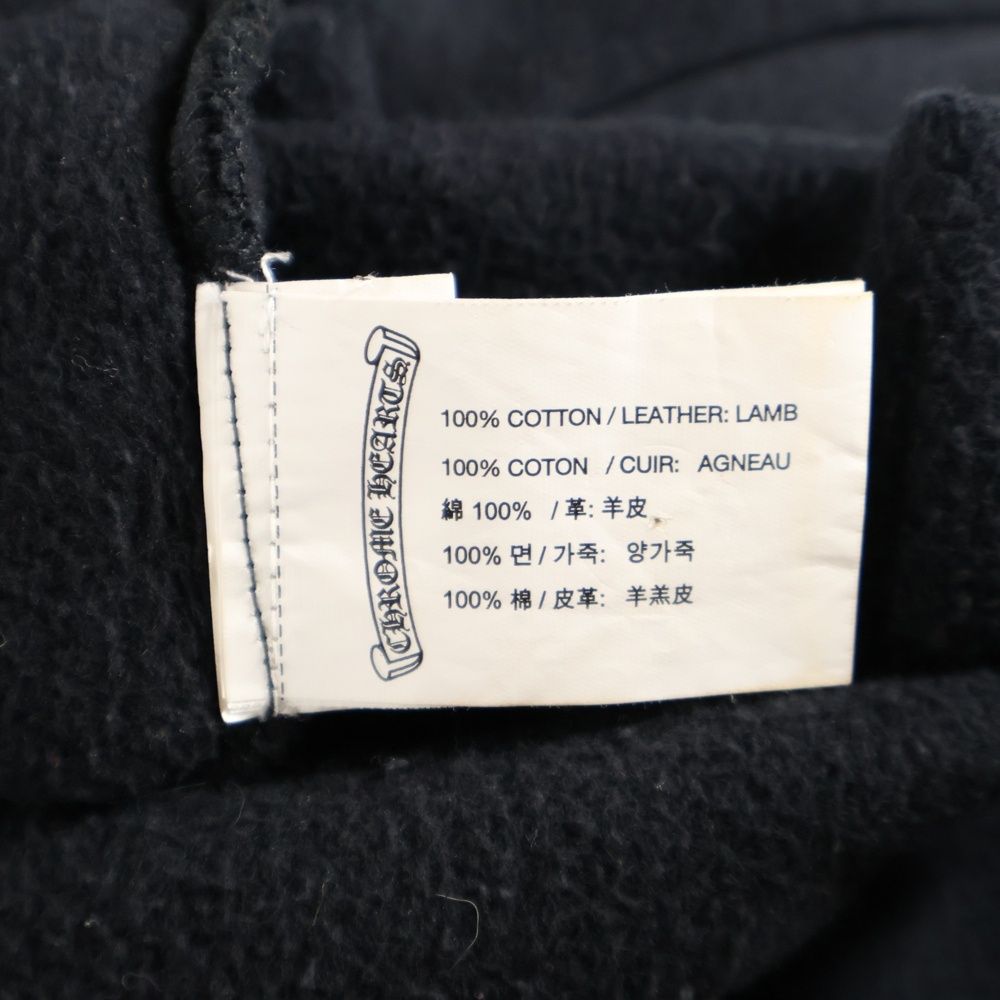 CHROME HEARTS
100% COTTON / LEATHER: LAMB
100% COTON / CUIR: AGNEAU
綿 100% / 革: 羊皮
100% 면 / 가죽: 양가죽
100% 棉 / 皮革: 羊羔皮